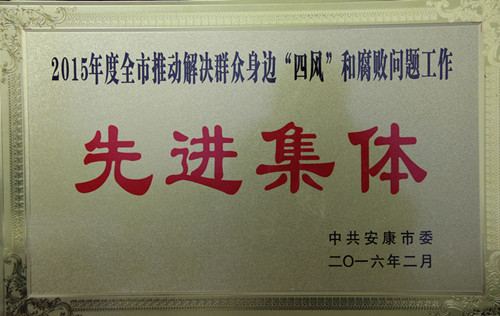 2015年度全市推动解决群众身边“四风”和腐败问题工作
先进集体
中共安康市委
二〇一六年二月